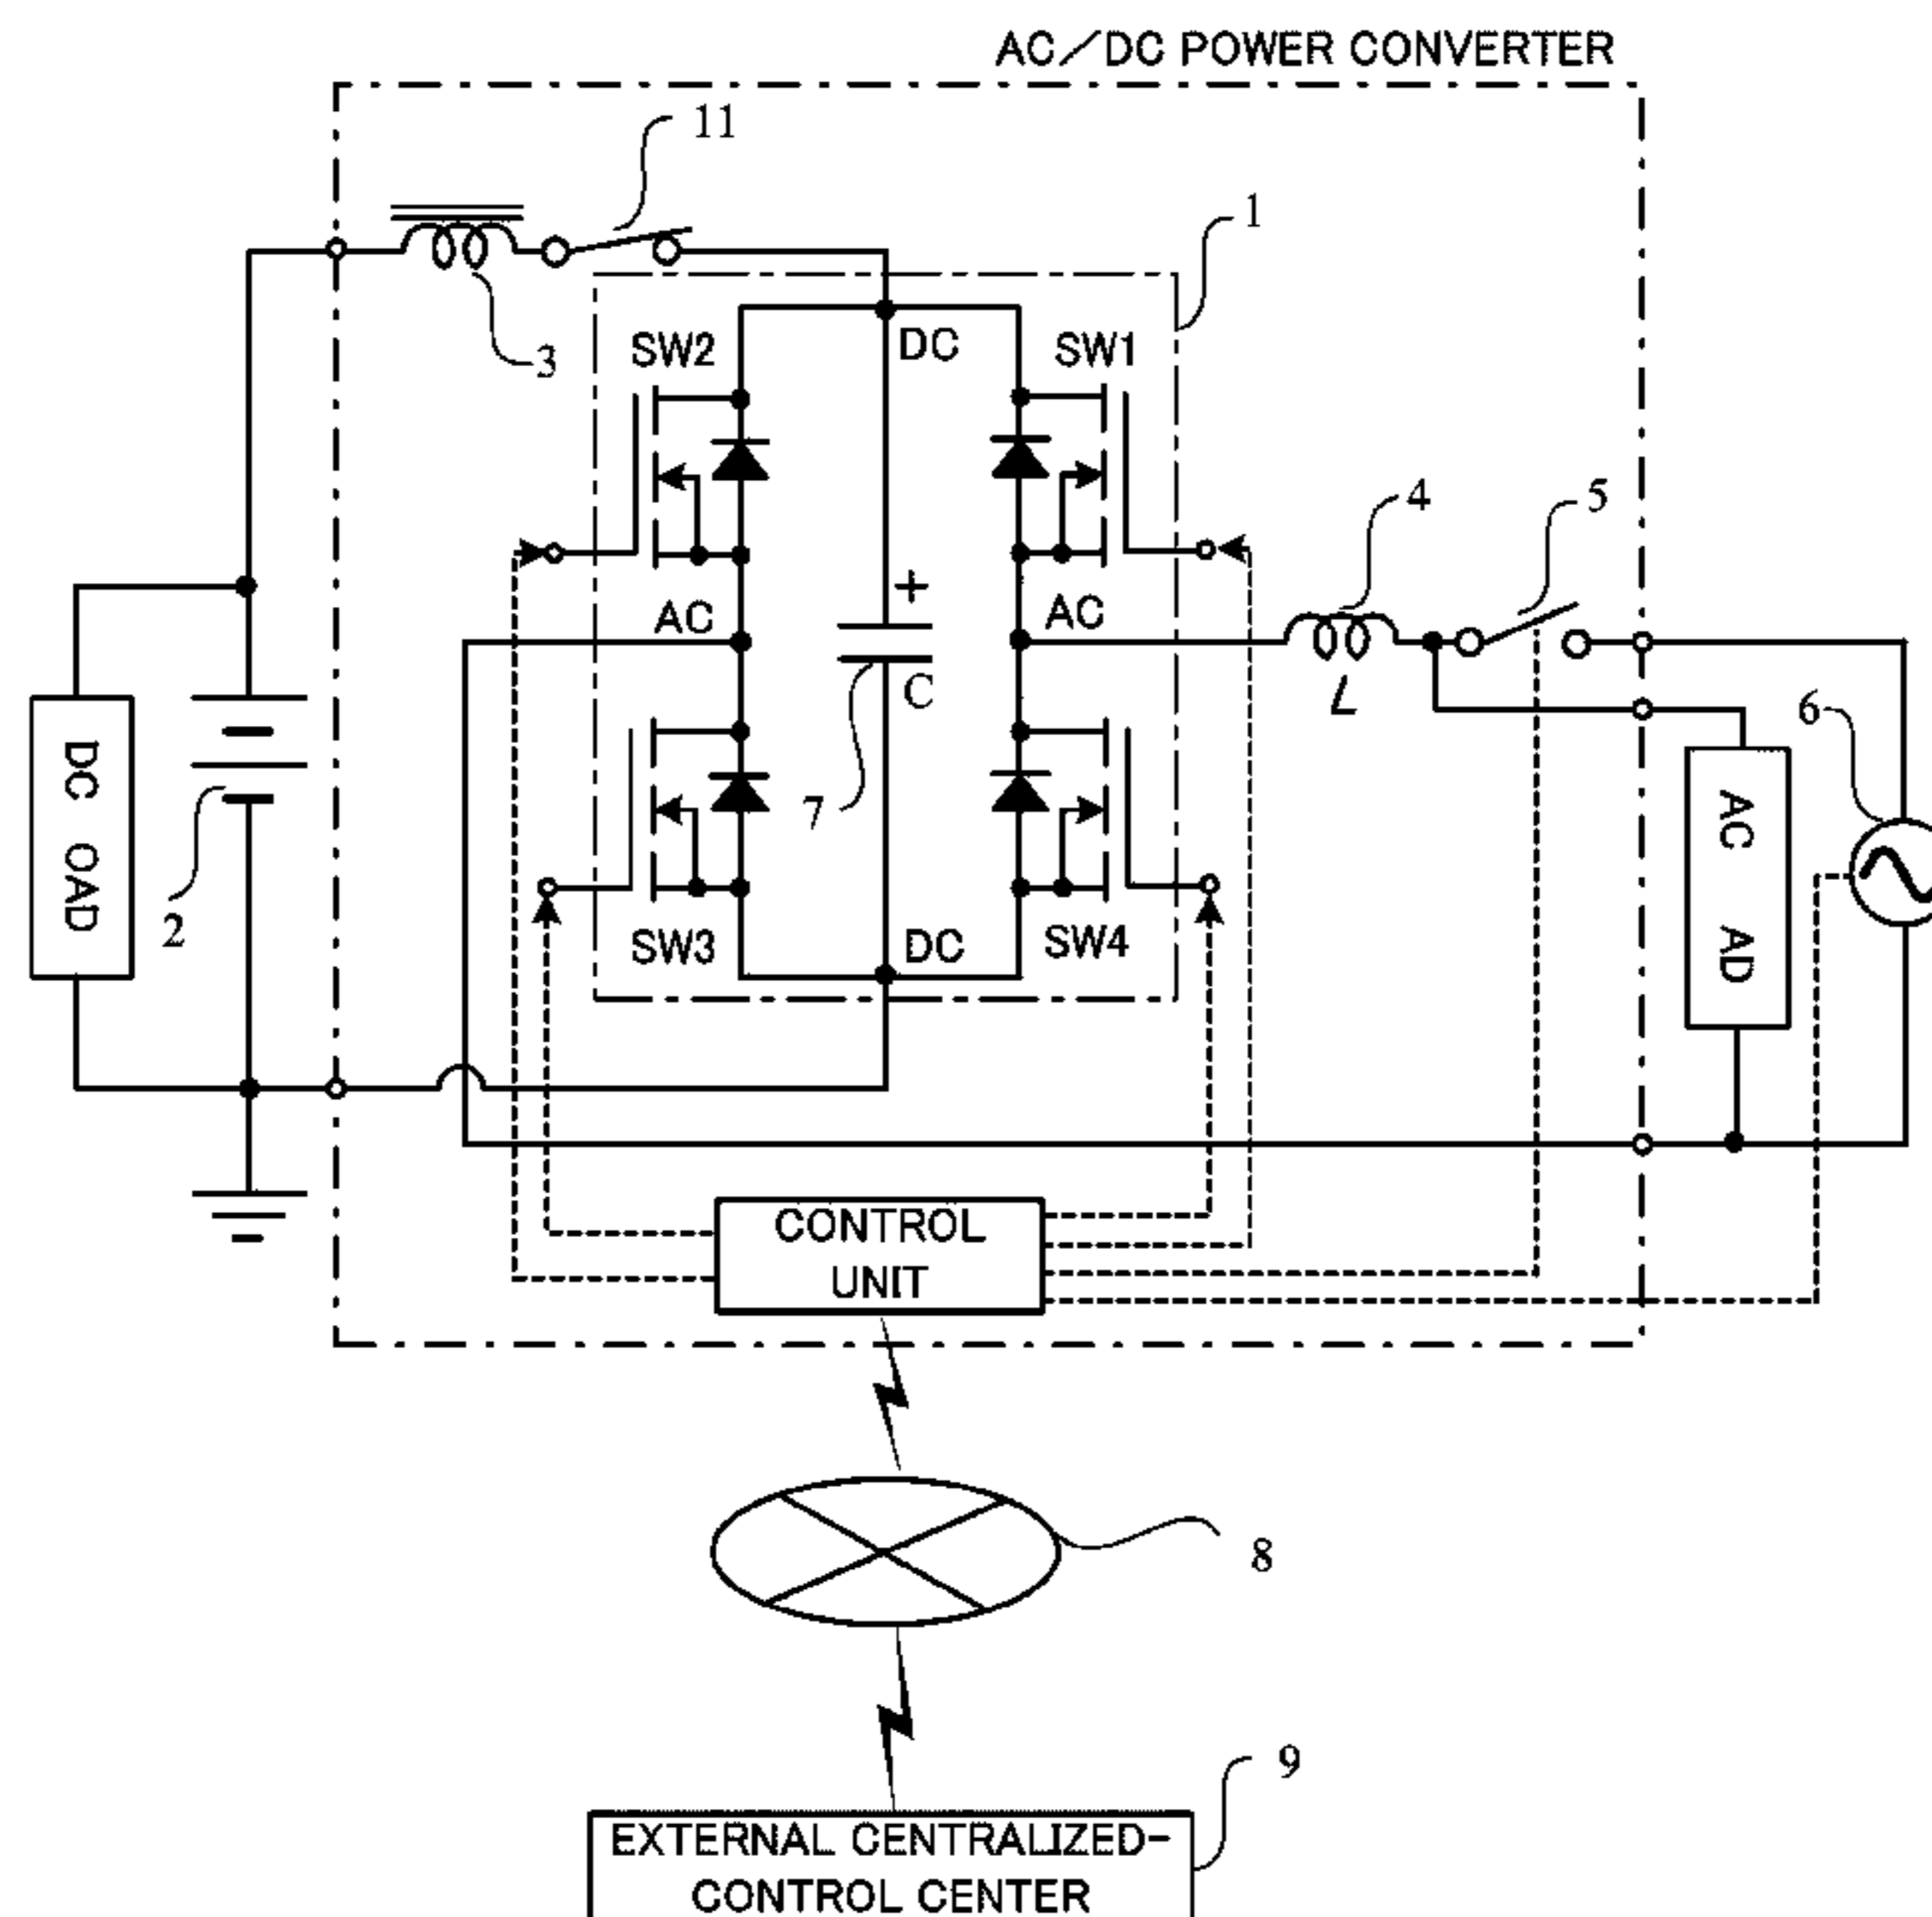 AC/DC POWER CONVERTER
11
1
3
SW2
DC
SW1
4
5
+
AC
AC
C
L
6
DC OAD
7
AC AD
2
SW3
DC
SW4
CONTROL
UNIT
8
9
EXTERNAL CENTRALIZED-
CONTROL CENTER